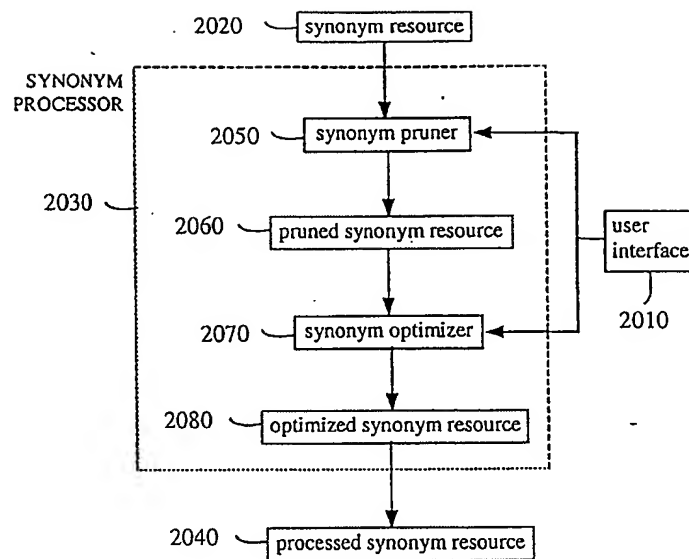 2020
synonym resource
SYNONYM
PROCESSOR
2050
synonym pruner
2030
2060
pruned synonym resource
user
interface
2010
2070
synonym optimizer
2080
optimized synonym resource
2040
processed synonym resource